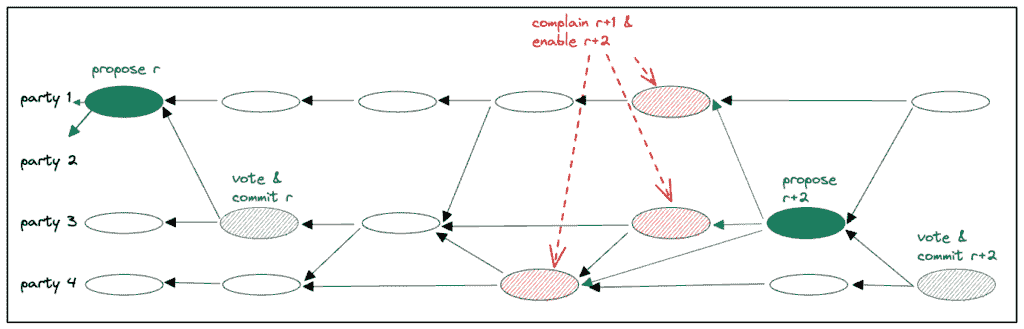 complain r+1 &
enable r+2
propose r
party 1
party 2
vote &
commit r
propose
r+2
party 3
vote &
commit r+2
party 4